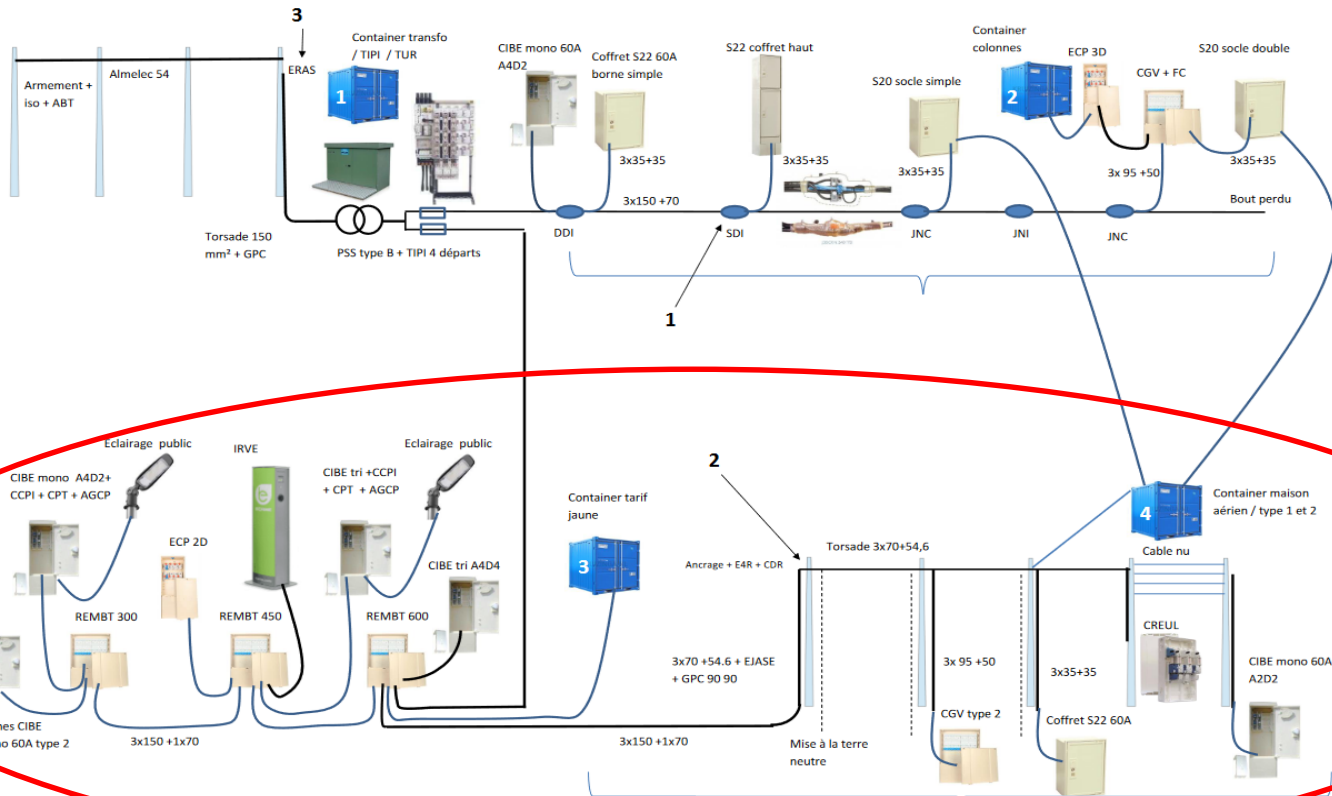 3
Armement +
iso + ABT
Almelec 54
ERAS
Container transfo
/ TIPI / TUR
1
Torsade 150
mm² + GPC
PSS type B + TIPI 4 départs
CIBE mono 60A
A4D2
Coffret S22 60A
borne simple
3x35+35
3x150 +70
DDI
S22 coffret haut
3x35+35
SDI
1
S20 socle simple
3x35+35
JNC
Container
colonnes
2
JNI
ECP 3D
CGV + FC
3x 95 +50
JNC
S20 socle double
3x35+35
Bout perdu
Eclairage public
CIBE mono A4D2+
CCPI + CPT + AGCP
IRVE
ECP 2D
REMBT 300
REMBT 450
CIBE tri +CCPI
+ CPT + AGCP
Eclairage public
CIBE tri A4D4
REMBT 600
nes CIBE
no 60A type 2
3x150 +1x70
3x150 +1x70
Container tarif
jaune
3
2
Ancrage + E4R + CDR
Torsade 3x70+54,6
3x70 +54.6 + EJASE
+ GPC 90 90
Mise à la terre
neutre
3x 95 +50
CGV type 2
3x35+35
Coffret S22 60A
4
Container maison
aérien / type 1 et 2
Cable nu
CREUL
CIBE mono 60A
A2D2